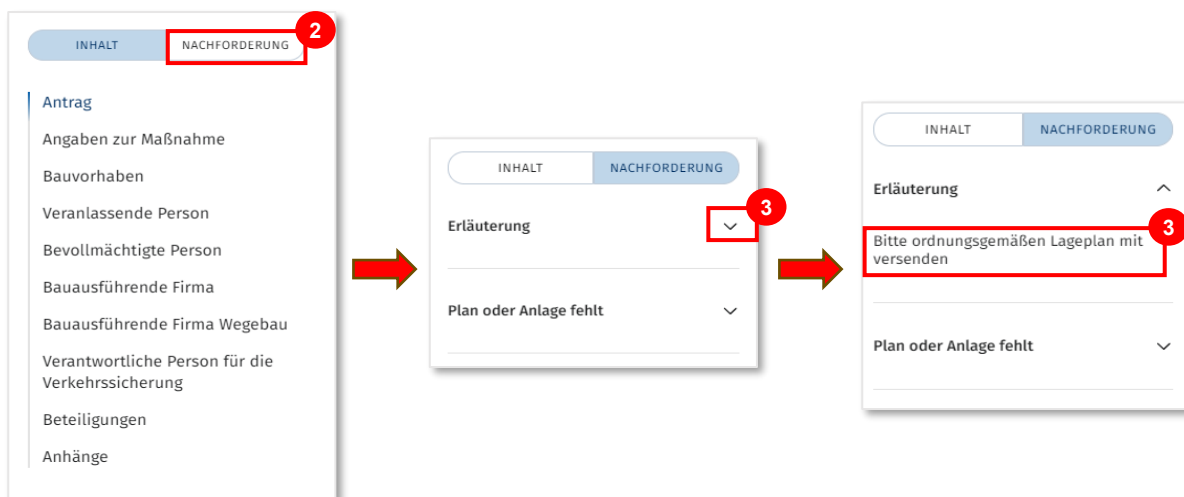 INHALT
NACHFORDERUNG
2
Antrag
Angaben zur Maßnahme
Bauvorhaben
Veranlassende Person
Bevollmächtigte Person
Bauausführende Firma
Bauausführende Firma Wegebau
Verantwortliche Person für die
Verkehrssicherung
Beteiligungen
Anhänge
INHALT
NACHFORDERUNG
3
Erläuterung
Plan oder Anlage fehlt
INHALT
NACHFORDERUNG
Erläuterung
3
Bitte ordnungsgemäßen Lageplan mit
versenden
Plan oder Anlage fehlt